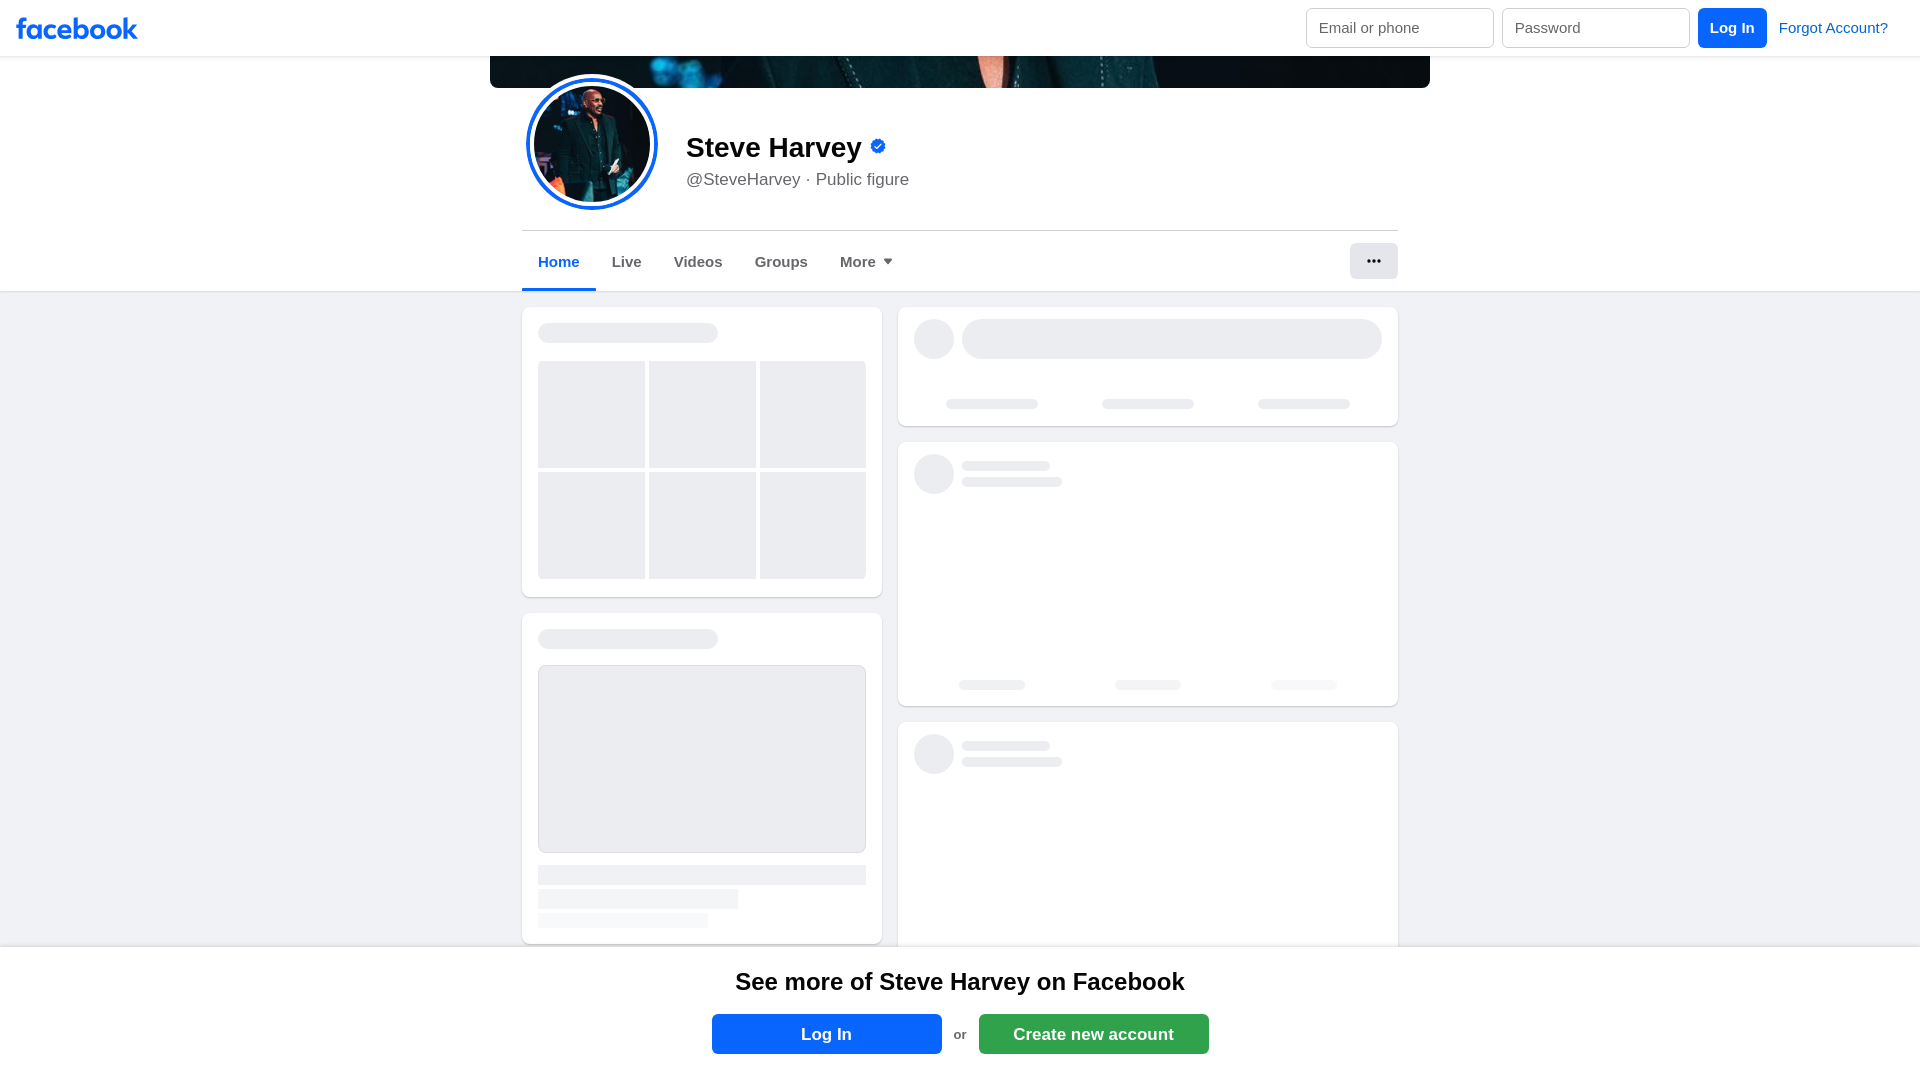 facebook
Email or phone
Password
Log In
Forgot Account?
Steve Harvey
@SteveHarvey · Public figure
Home
Live
Videos
Groups
More
See more of Steve Harvey on Facebook
Log In
or
Create new account